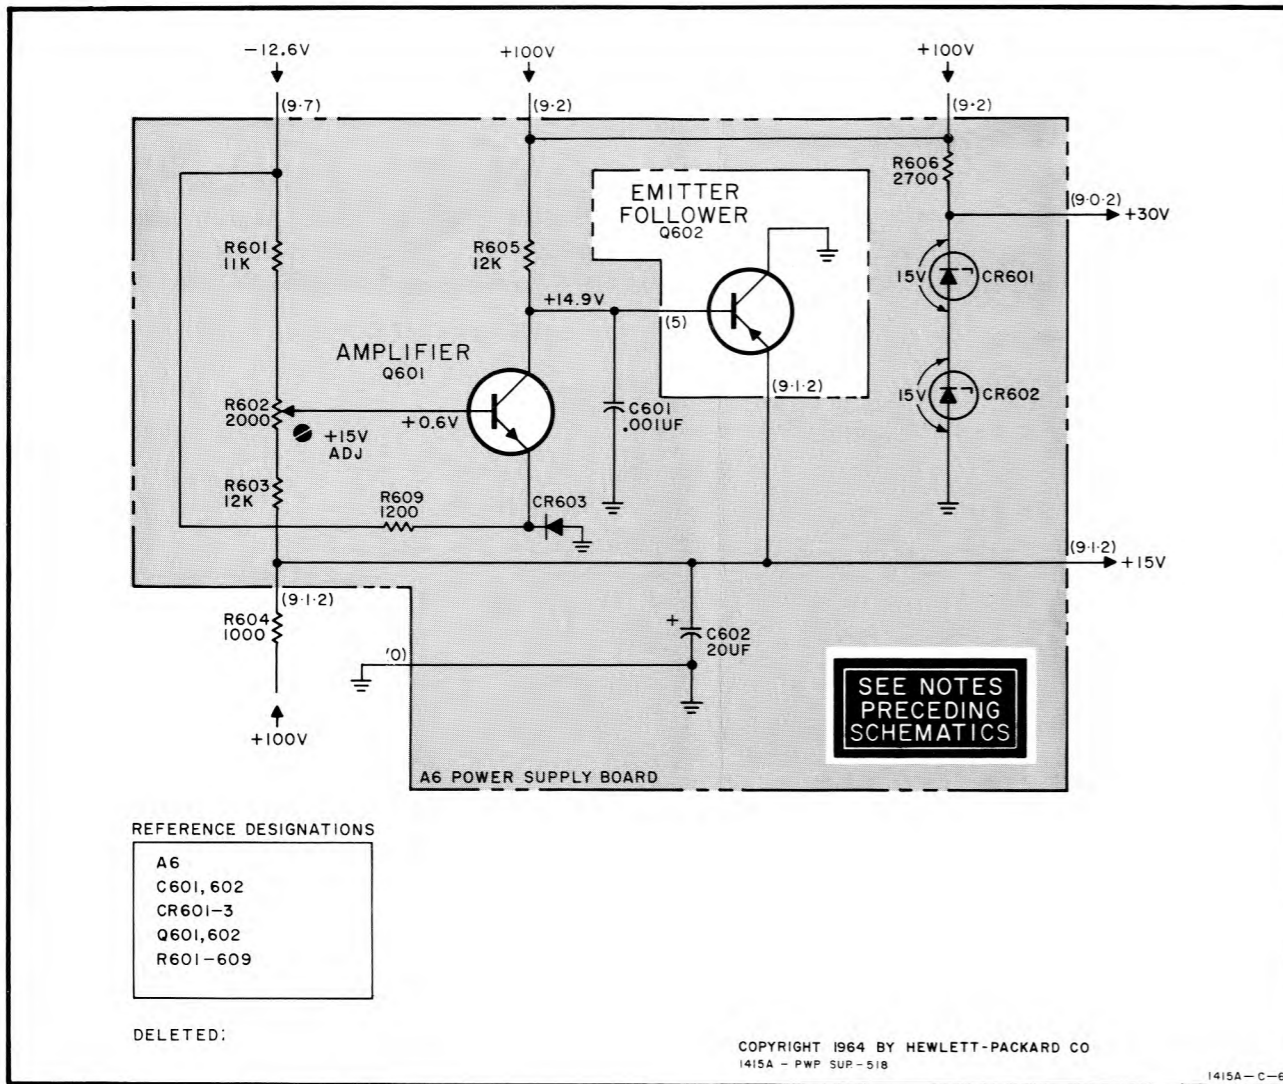 -12.6V
+100V
+100V
(9·7)
(9·2)
(9·2)
R606
2700
(9·0·2)
+30V
EMITTER
FOLLOWER
Q602
R601
11K
R605
12K
15V
CR601
+14.9V
(5)
AMPLIFIER
Q601
R602
2000
+0.6V
+15V
ADJ
C601
.001UF
(9·1·2)
15V
CR602
R603
12K
R609
1200
CR603
(9·1·2)
+15V
(9·1·2)
R604
1000
+
C602
20UF
(0)
+100V
SEE NOTES
PRECEDING
SCHEMATICS
A6 POWER SUPPLY BOARD
REFERENCE DESIGNATIONS
A6
C601,602
CR601-3
Q601,602
R601-609
DELETED:
COPYRIGHT 1964 BY HEWLETT-PACKARD CO
1415A - PWP SUP - 518
1415A-C-6